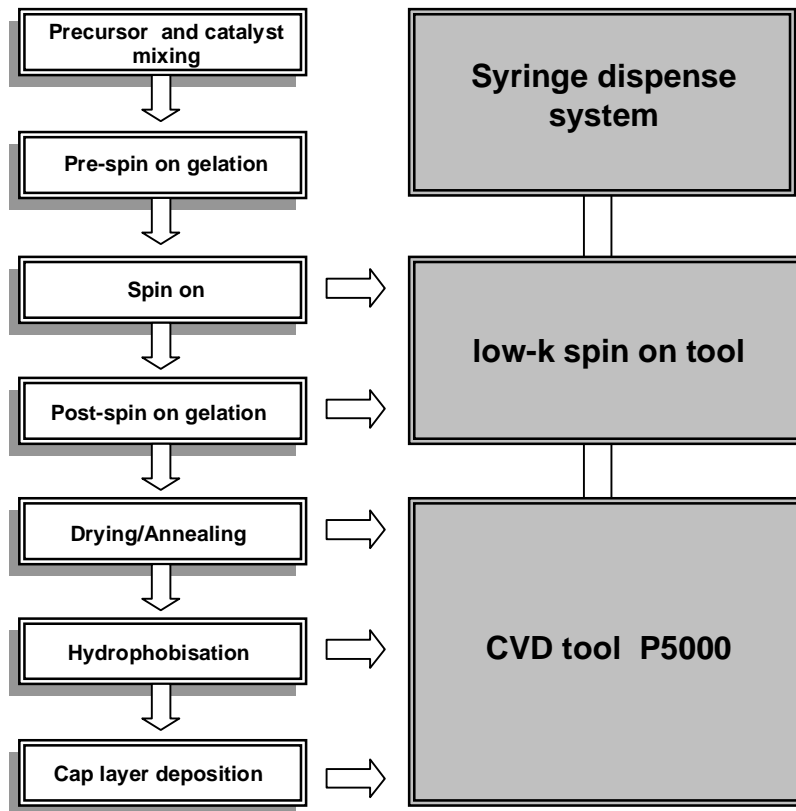 Precursor and catalyst
mixing
Pre-spin on gelation
Spin on
Post-spin on gelation
Drying/Annealing
Hydrophobisation
Cap layer deposition
Syringe dispense
system
low-k spin on tool
CVD tool P5000